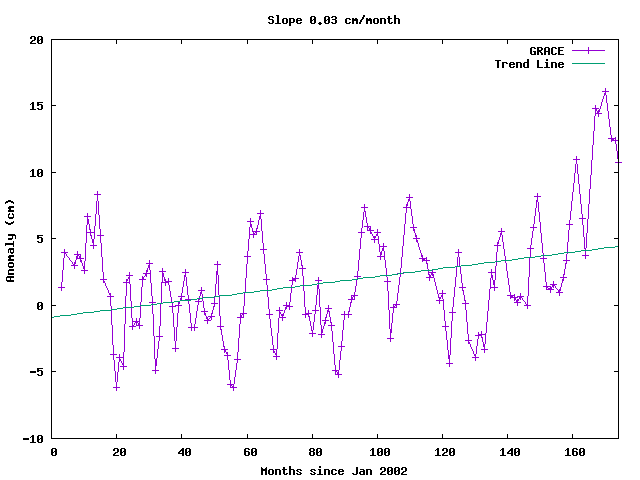 Slope 0.03 cm/month
GRACE
Trend Line
Anomaly (cm)
20
15
10
5
0
-5
-10
0 20 40 60 80 100 120 140 160
Months since Jan 2002